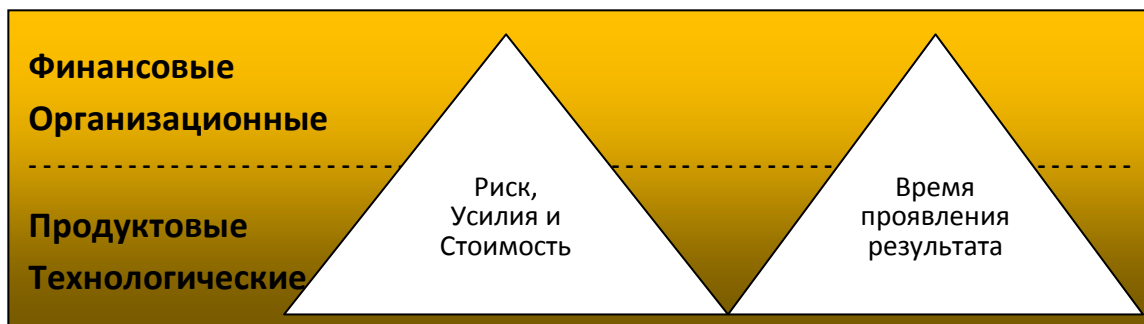 Финансовые
Организационные
Продуктовые
Технологические
Риск,
Усилия и
Стоимость
Время
проявления
результата